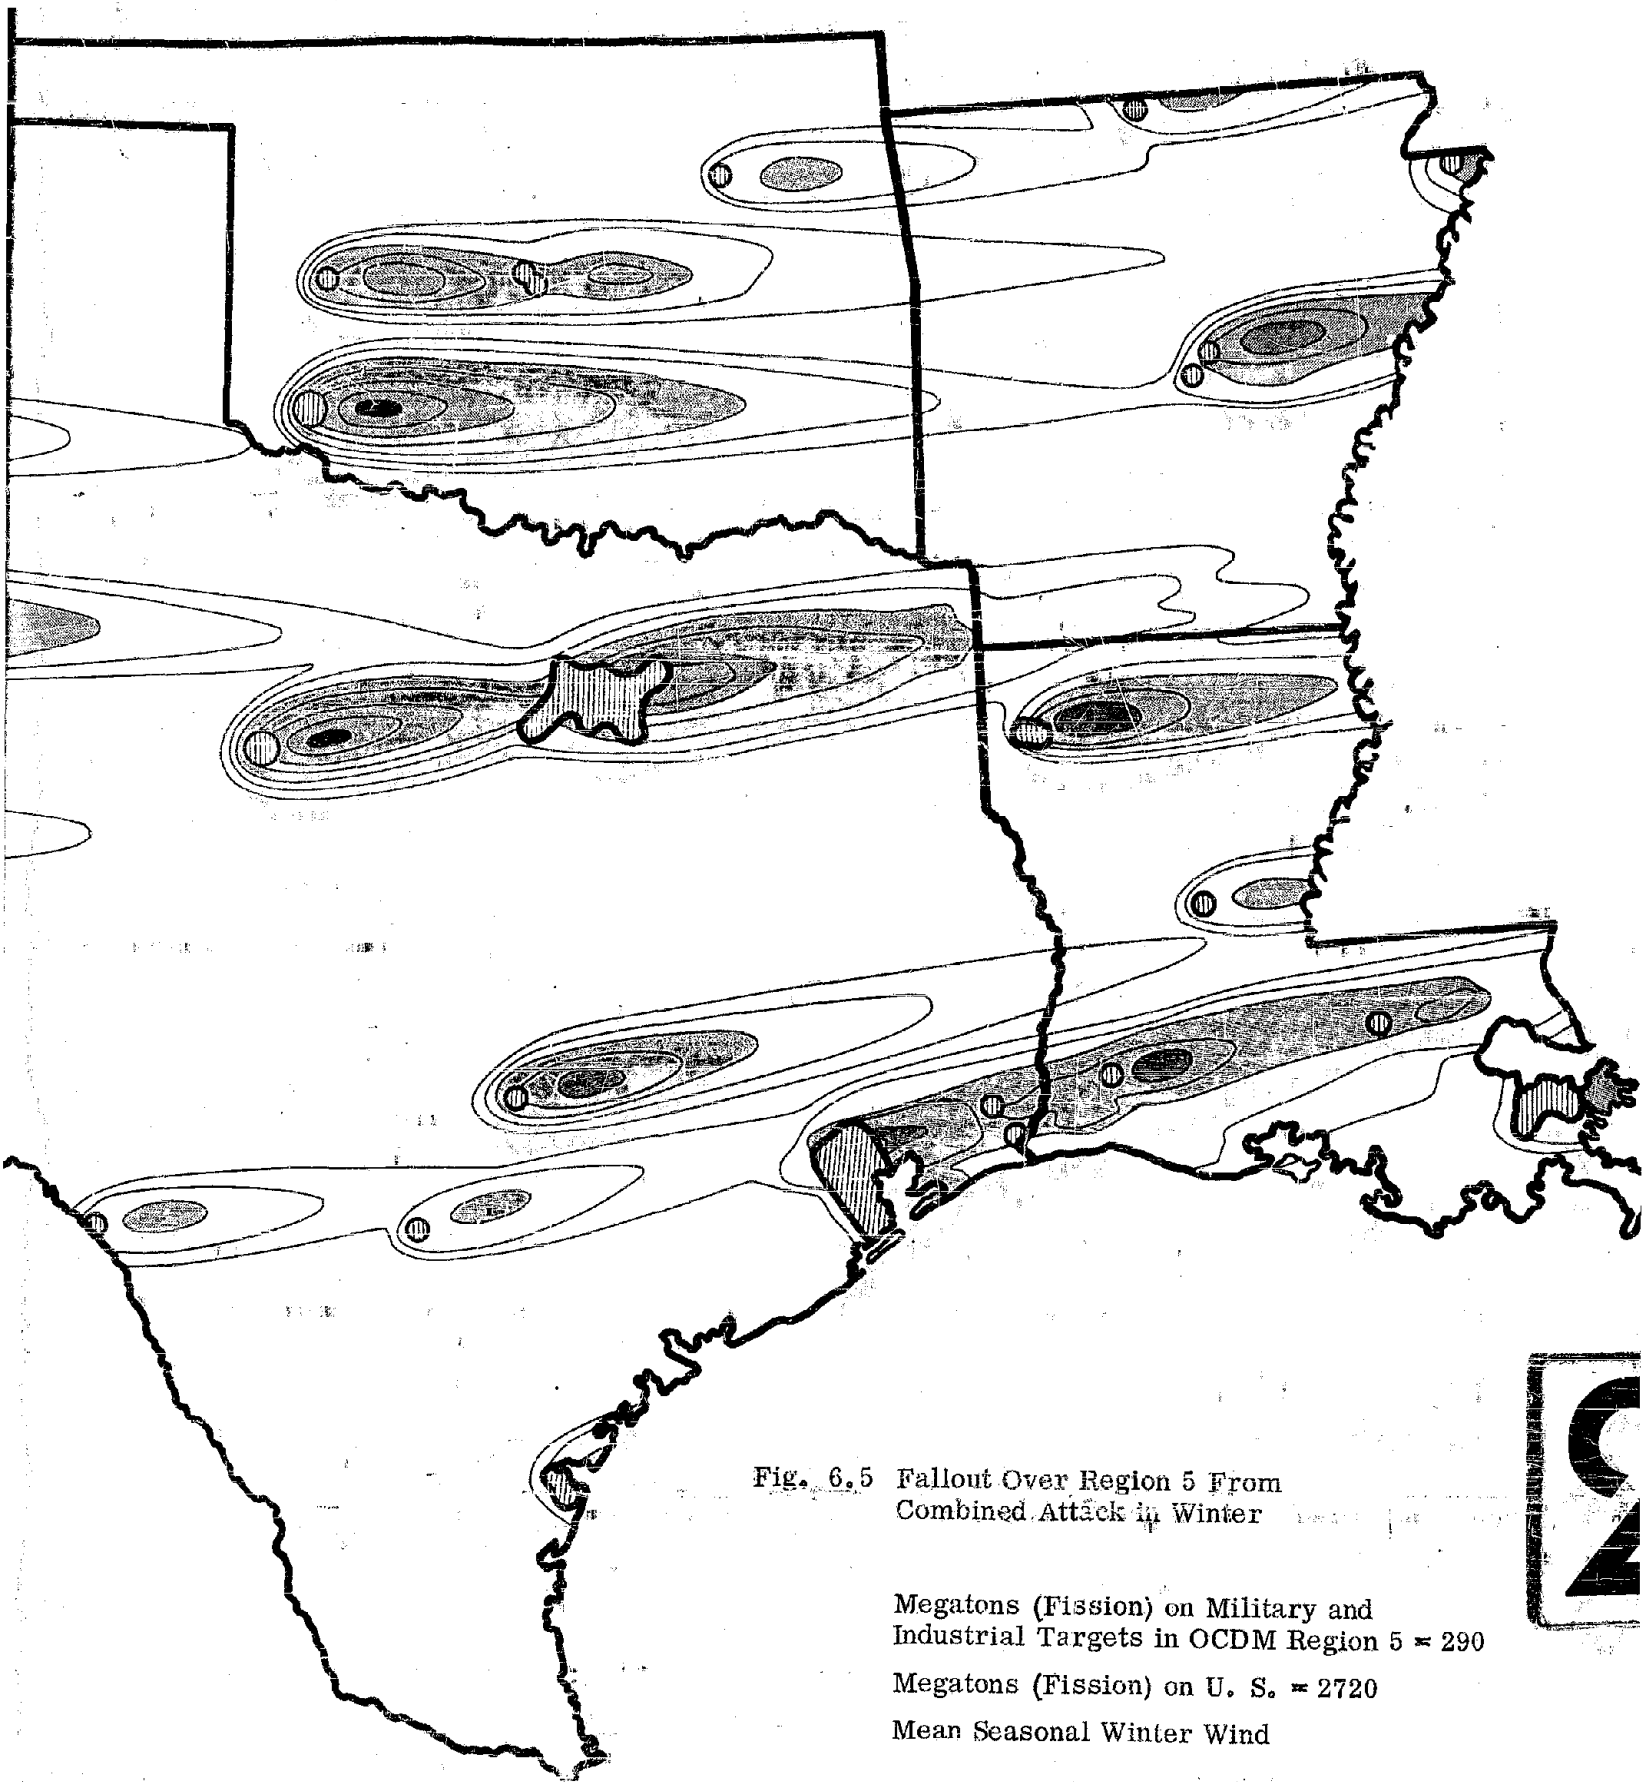 Fig. 6.5 Fallout Over Region 5 From
Combined Attack in Winter
Megatons (Fission) on Military and
Industrial Targets in OCDM Region 5 = 290
Megatons (Fission) on U. S. = 2720
Mean Seasonal Winter Wind
2